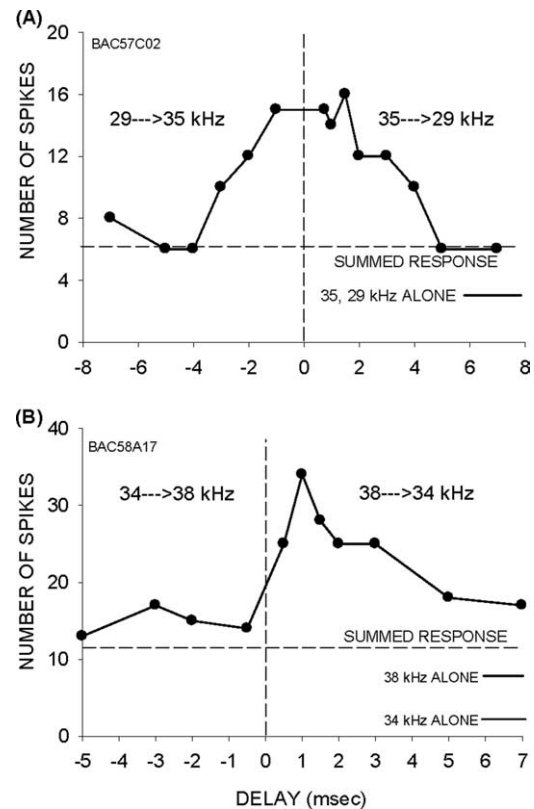 (A)
BAC57C02
NUMBER OF SPIKES
20
16
12
8
4
0
29--->35 kHz
35--->29 kHz
SUMMED RESPONSE
35, 29 kHz ALONE
-8 -6 -4 -2 0 2 4 6 8
(B)
BAC58A17
NUMBER OF SPIKES
40
30
20
10
0
34--->38 kHz
38--->34 kHz
SUMMED RESPONSE
38 kHz ALONE
34 kHz ALONE
-5 -4 -3 -2 -1 0 1 2 3 4 5 6 7
DELAY (msec)